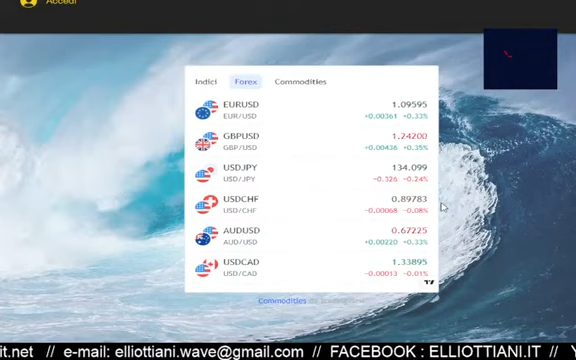 Accedi
Indici Forex Commodities
EURUSD 1.09595
EUR/USD +0.00361 +0.33%
GBPUSD 1.24200
GBP/USD +0.00436 +0.35%
USDJPY 134.099
USD/JPY −0.326 −0.24%
USDCHF 0.89783
USD/CHF −0.00068 −0.08%
AUDUSD 0.67225
AUD/USD +0.00220 +0.33%
USDCAD 1.33895
USD/CAD −0.00013 −0.01%
Commodities
it.net // e-mail: elliottiani.wave@gmail.com // FACEBOOK : ELLIOTTIANI.IT //